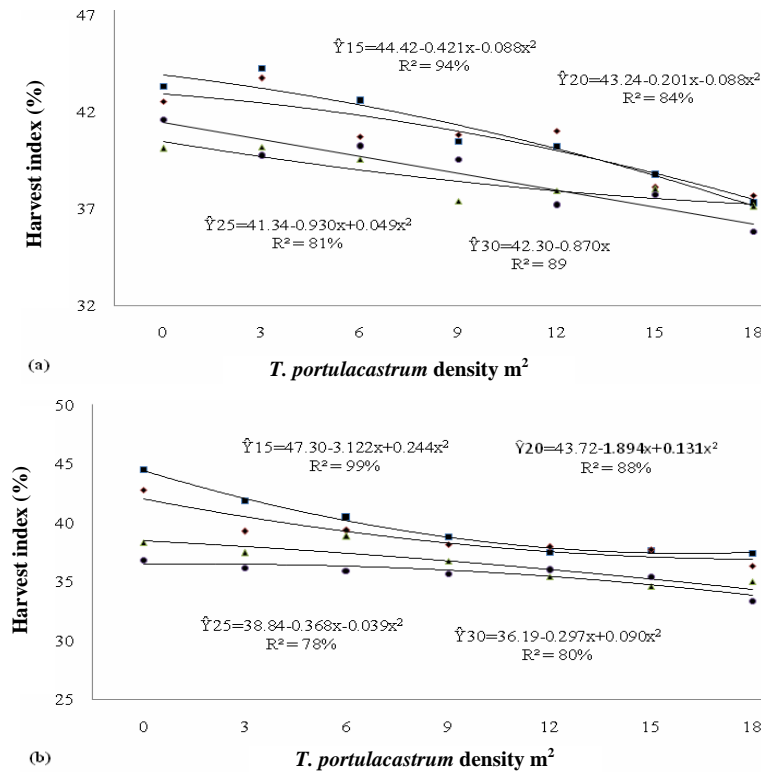 47
42
37
32
Harvest index (%)
Ŷ15=44.42-0.421x-0.088x²
R² = 94%
Ŷ20=43.24-0.201x-0.088x²
R² = 84%
Ŷ25=41.34-0.930x+0.049x²
R² = 81%
Ŷ30=42.30-0.870x
R² = 89
0 3 6 9 12 15 18
(a)
T. portulacastrum density m²
50
45
40
35
30
25
Harvest index (%)
Ŷ15=47.30-3.122x+0.244x²
R² = 99%
Ŷ20=43.72-1.894x+0.131x²
R² = 88%
Ŷ25=38.84-0.368x-0.039x²
R² = 78%
Ŷ30=36.19-0.297x+0.090x²
R² = 80%
0 3 6 9 12 15 18
(b)
T. portulacastrum density m²